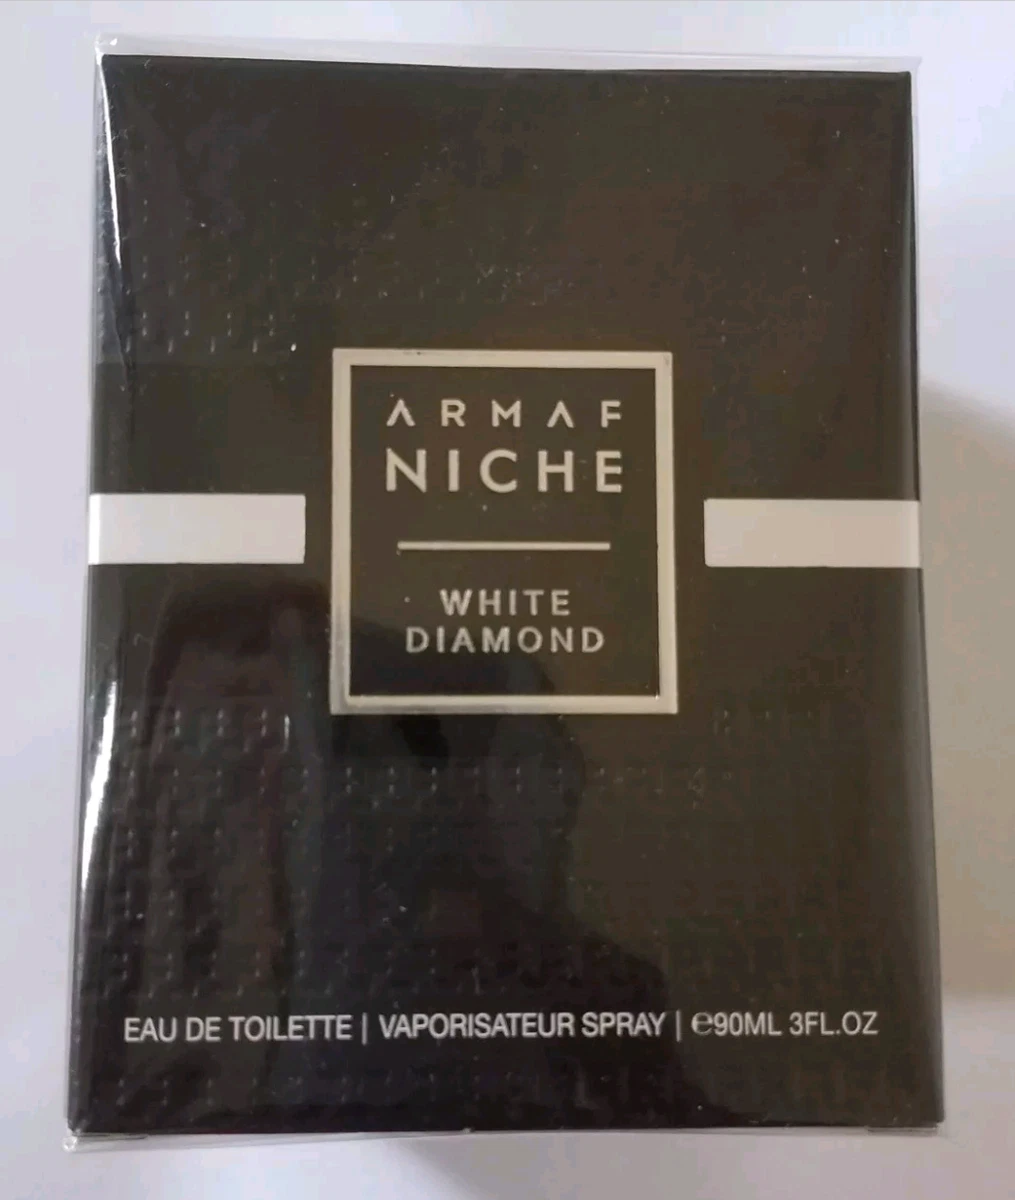 ARMAF
NICHE
WHITE
DIAMOND
EAU DE TOILETTE | VAPORISATEUR SPRAY | ℮90ML 3FL.OZ